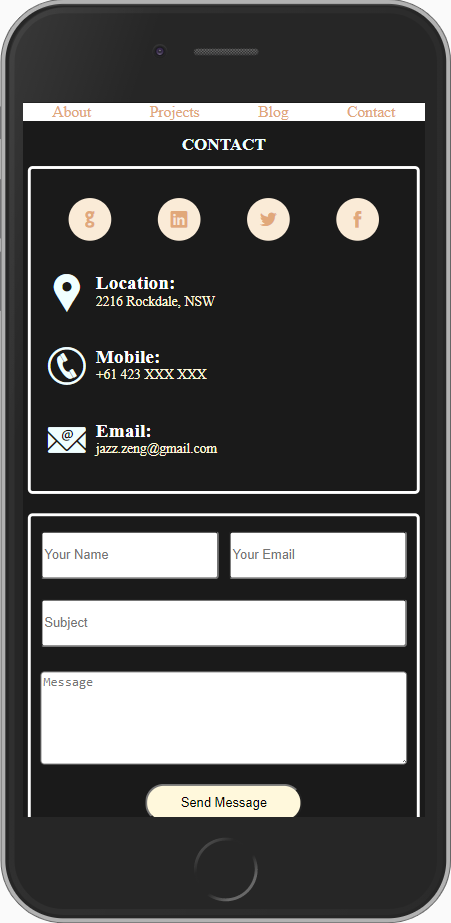 About Projects Blog Contact
CONTACT
Location:
2216 Rockdale, NSW
Mobile:
+61 423 XXX XXX
Email:
jazz.zeng@gmail.com
Your Name Your Email
Subject
Message
Send Message